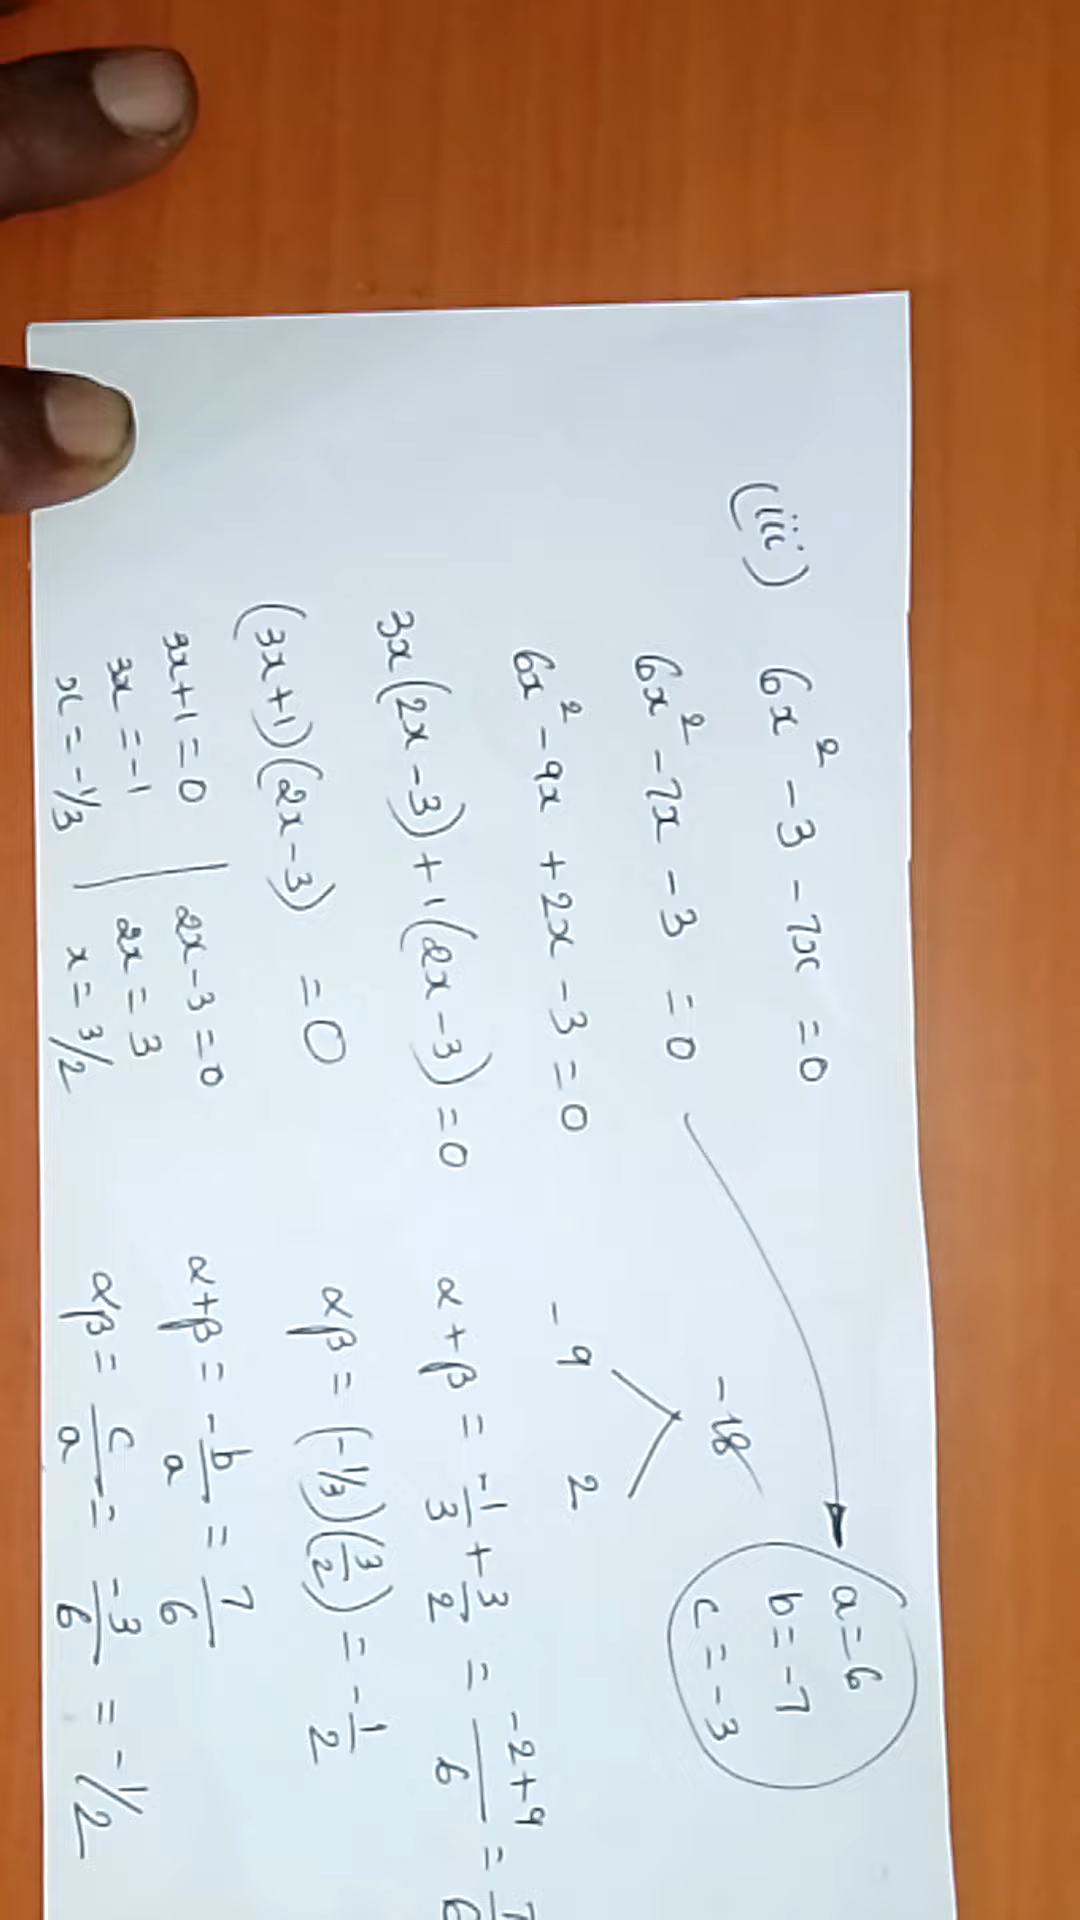 (iii) 6x² - 3 - 7x = 0
6x² - 7x - 3 = 0
a = 6
b = -7
c = -3
-18
6x² - 9x + 2x - 3 = 0
-9 2
3x(2x - 3) + 1(2x - 3) = 0
α + β = -1/3 + 3/2 = (-2 + 9)/6 = 7/6
(3x + 1)(2x - 3) = 0
αβ = (-1/3)(3/2) = -1/2
3x + 1 = 0 | 2x - 3 = 0
α + β = -b/a = 7/6
3x = -1 | 2x = 3
x = -1/3 x = 3/2
αβ = c/a = -3/6 = -1/2